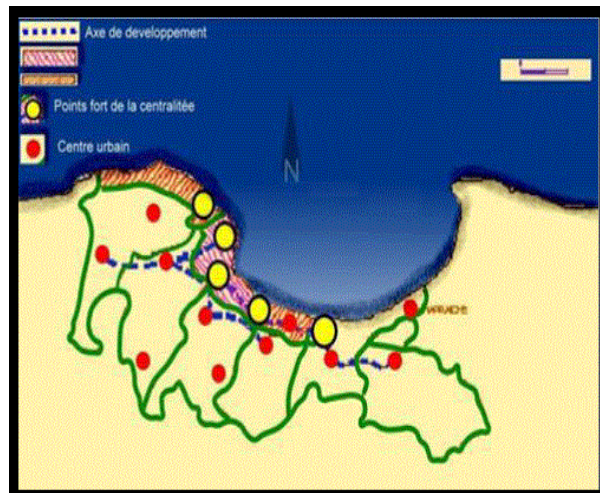 Axe de developpement
Points fort de la centralitée
Centre urbain
N